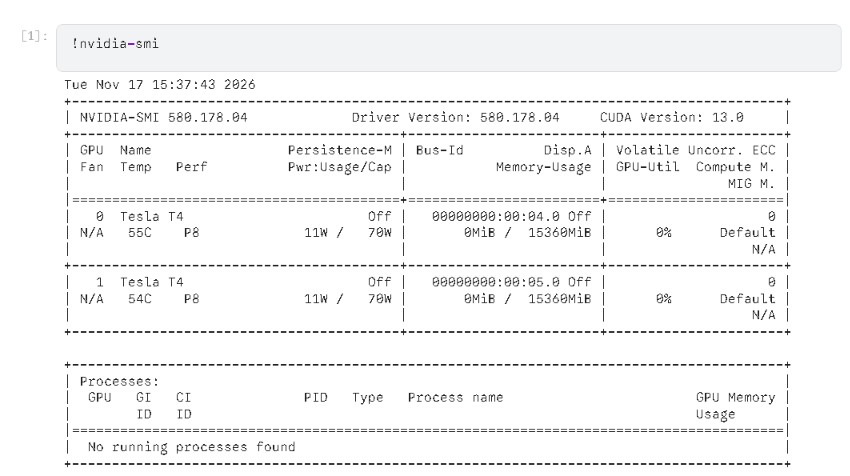 [1]:
!nvidia-smi
Tue Nov 17 15:37:43 2026
+-----------------------------------------------------------------------------------------+
| NVIDIA-SMI 580.178.04             Driver Version: 580.178.04     CUDA Version: 13.0     |
+-----------------------------------------+------------------------+----------------------+
| GPU  Name                 Persistence-M | Bus-Id          Disp.A | Volatile Uncorr. ECC |
| Fan  Temp   Perf          Pwr:Usage/Cap |           Memory-Usage | GPU-Util  Compute M. |
|                                         |                        |               MIG M. |
|=========================================+========================+======================|
|   0  Tesla T4                       Off |   00000000:00:04.0 Off |                    0 |
| N/A   55C    P8             11W /   70W |       0MiB /  15360MiB |      0%      Default |
|                                         |                        |                  N/A |
+-----------------------------------------+------------------------+----------------------+
|   1  Tesla T4                       Off |   00000000:00:05.0 Off |                    0 |
| N/A   54C    P8             11W /   70W |       0MiB /  15360MiB |      0%      Default |
|                                         |                        |                  N/A |
+-----------------------------------------+------------------------+----------------------+
+-----------------------------------------------------------------------------------------+
| Processes:                                                                              |
|  GPU   GI   CI              PID   Type   Process name                        GPU Memory |
|        ID   ID                                                               Usage      |
|=========================================================================================|
|  No running processes found                                                             |
+-----------------------------------------------------------------------------------------+